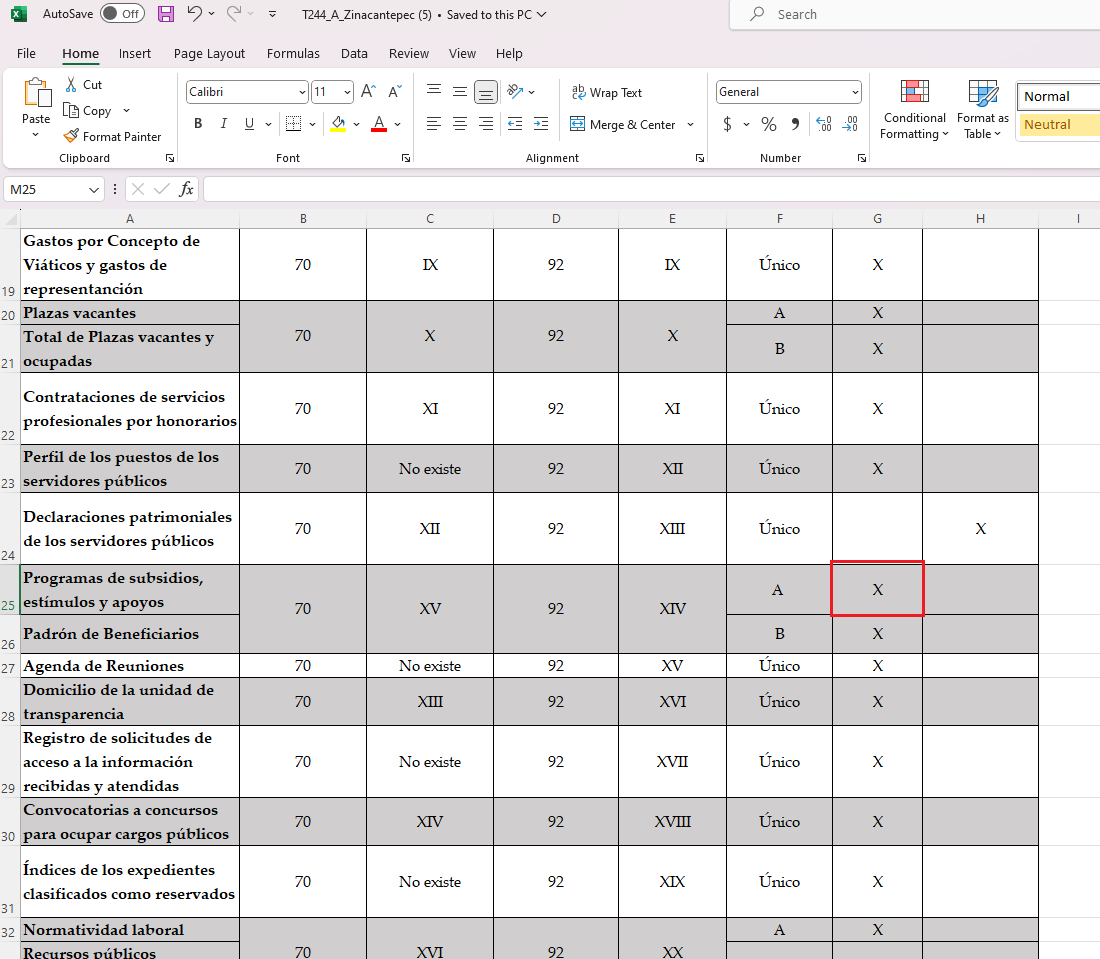 AutoSave Off T244_A_Zinacantepec (5) • Saved to this PC Search
File Home Insert Page Layout Formulas Data Review View Help
Paste Cut Copy Format Painter Clipboard
Calibri 11 A A B I U A Font
Wrap Text Merge & Center Alignment
General $ % Number
Conditional Formatting Format as Table Normal Neutral
M25 fx
A B C D E F G H I
19 Gastos por Concepto de
Viáticos y gastos de
representanción 70 IX 92 IX Único X
20 Plazas vacantes 70 X 92 X A X
21 Total de Plazas vacantes y
ocupadas B X
22 Contrataciones de servicios
profesionales por honorarios 70 XI 92 XI Único X
23 Perfil de los puestos de los
servidores públicos 70 No existe 92 XII Único X
24 Declaraciones patrimoniales
de los servidores públicos 70 XII 92 XIII Único X
25 Programas de subsidios,
estímulos y apoyos 70 XV 92 XIV A X
26 Padrón de Beneficiarios B X
27 Agenda de Reuniones 70 No existe 92 XV Único X
28 Domicilio de la unidad de
transparencia 70 XIII 92 XVI Único X
29 Registro de solicitudes de
acceso a la información
recibidas y atendidas 70 No existe 92 XVII Único X
30 Convocatorias a concursos
para ocupar cargos públicos 70 XIV 92 XVIII Único X
31 Índices de los expedientes
clasificados como reservados 70 No existe 92 XIX Único X
32 Normatividad laboral A X
Recursos públicos 70 XVI 92 XX